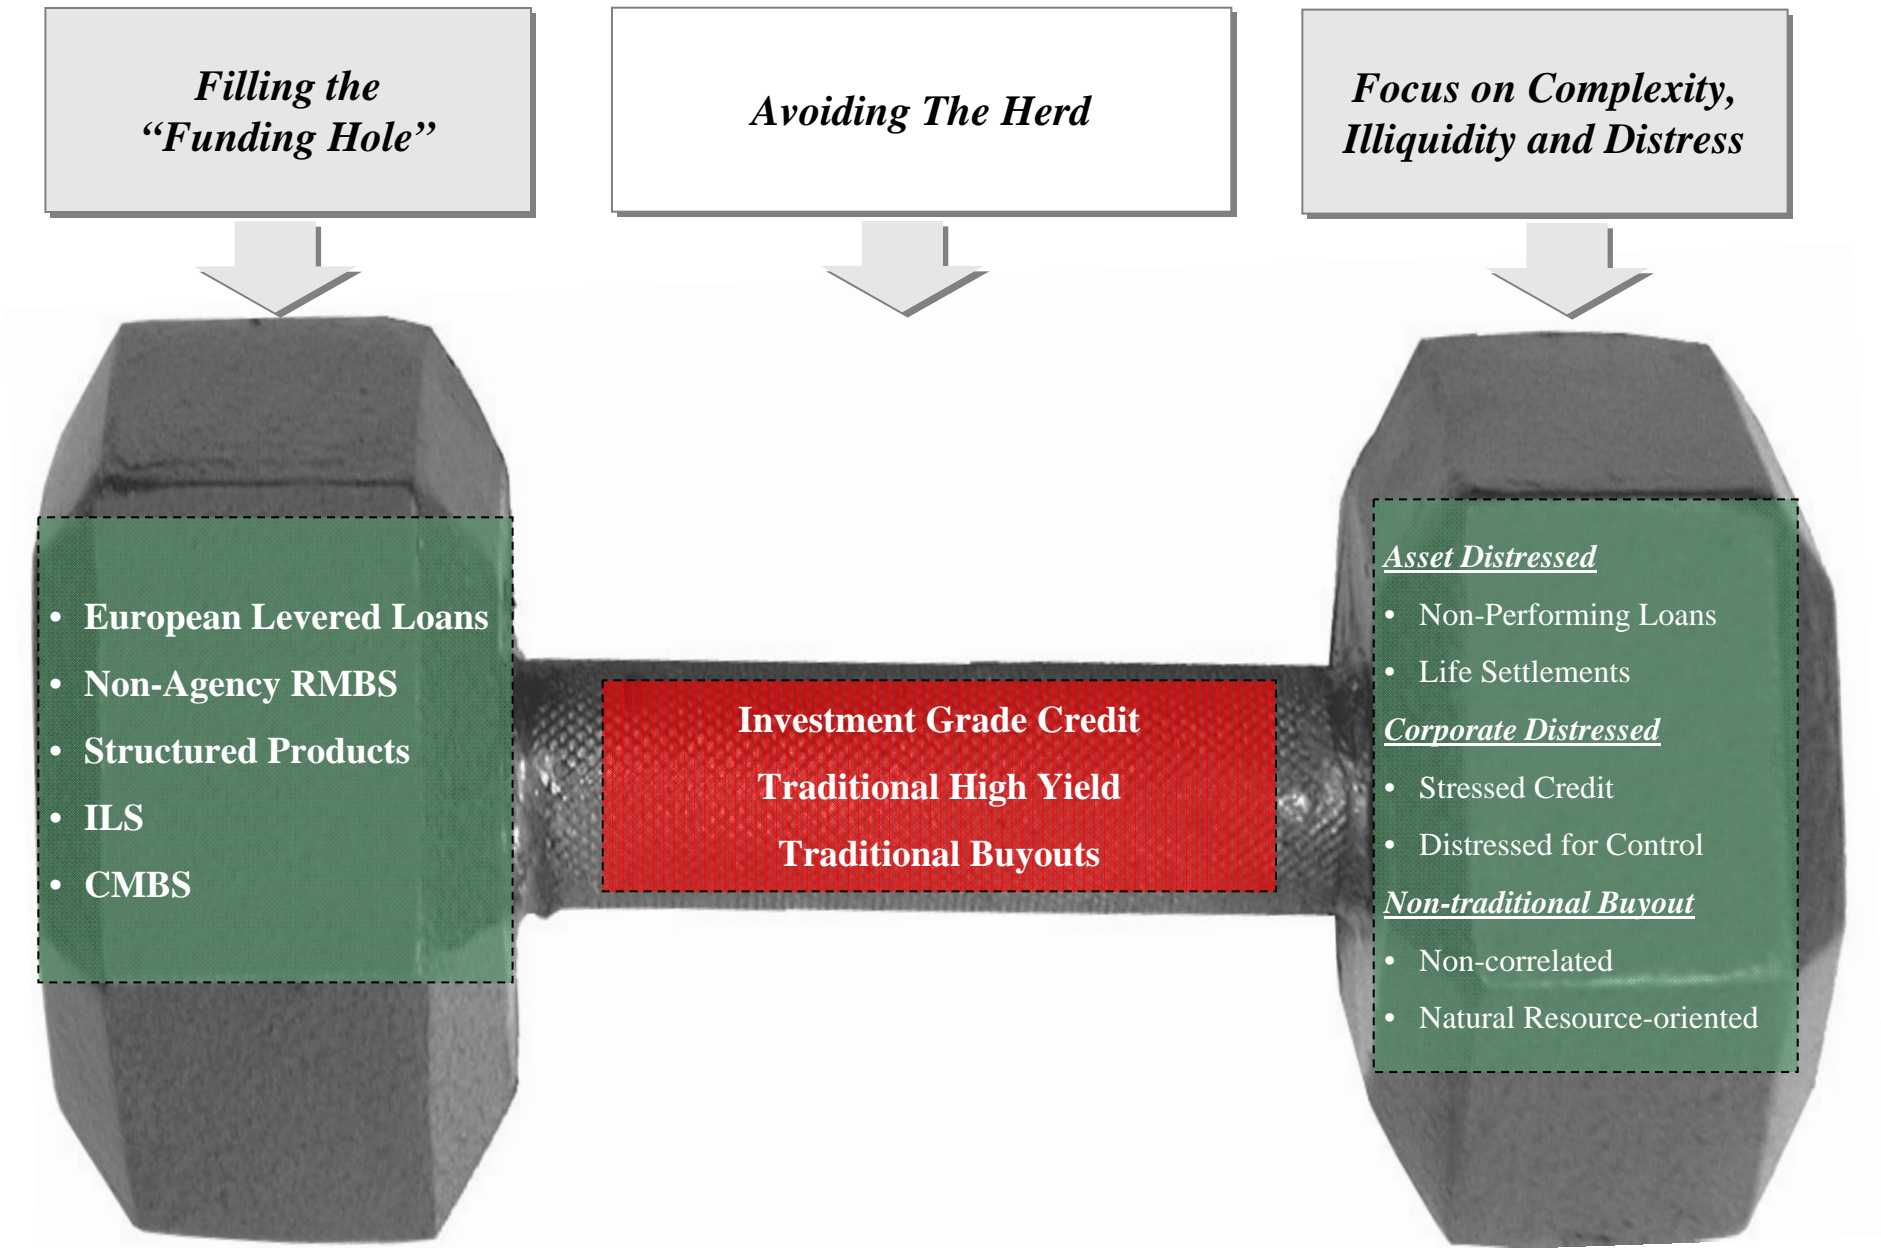 Filling the
“Funding Hole”
Avoiding The Herd
Focus on Complexity,
Illiquidity and Distress
• European Levered Loans
• Non-Agency RMBS
• Structured Products
• ILS
• CMBS
Investment Grade Credit
Traditional High Yield
Traditional Buyouts
Asset Distressed
• Non-Performing Loans
• Life Settlements
Corporate Distressed
• Stressed Credit
• Distressed for Control
Non-traditional Buyout
• Non-correlated
• Natural Resource-oriented